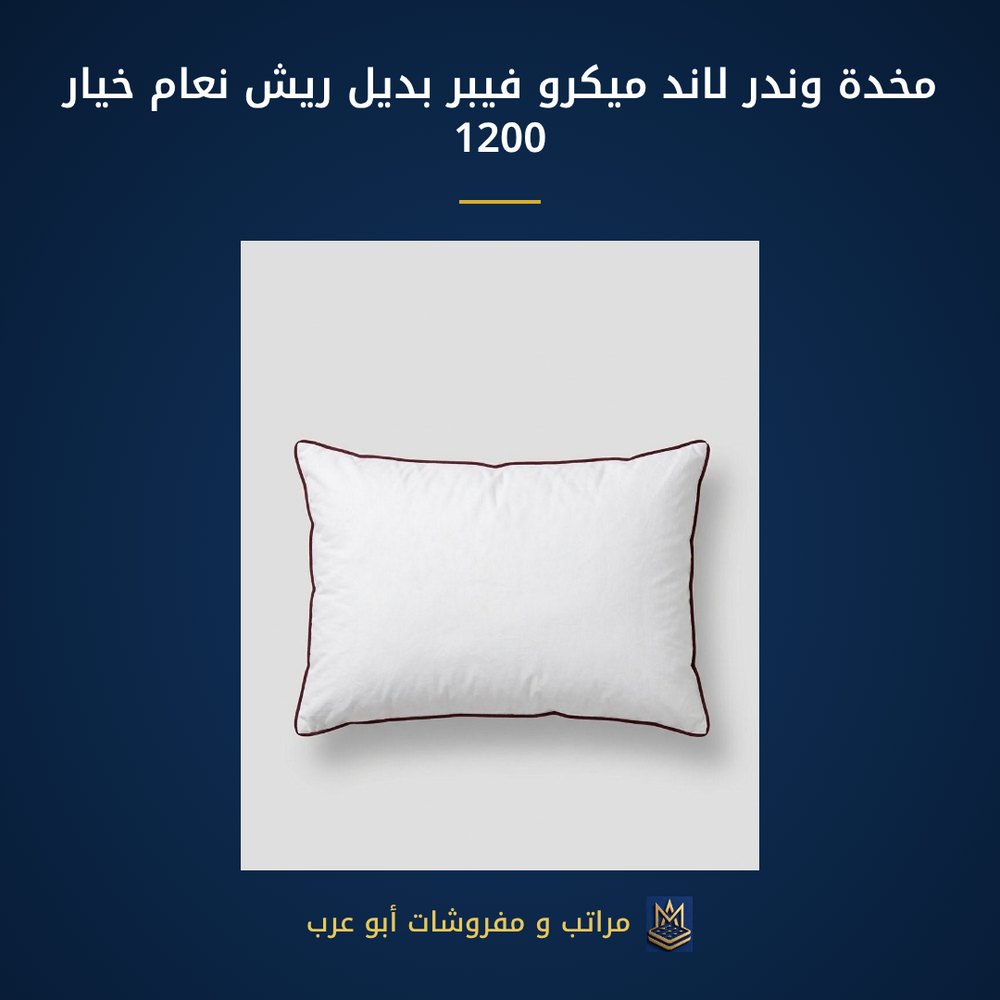 مخدة وندر لاند ميكرو فيبر بديل ريش نعام خيار
1200
مراتب و مفروشات أبو عرب